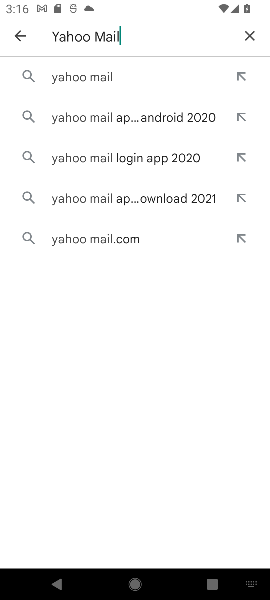 3:16
Yahoo Mail
yahoo mail
yahoo mail ap...android 2020
yahoo mail login app 2020
yahoo mail ap...ownload 2021
yahoo mail.com